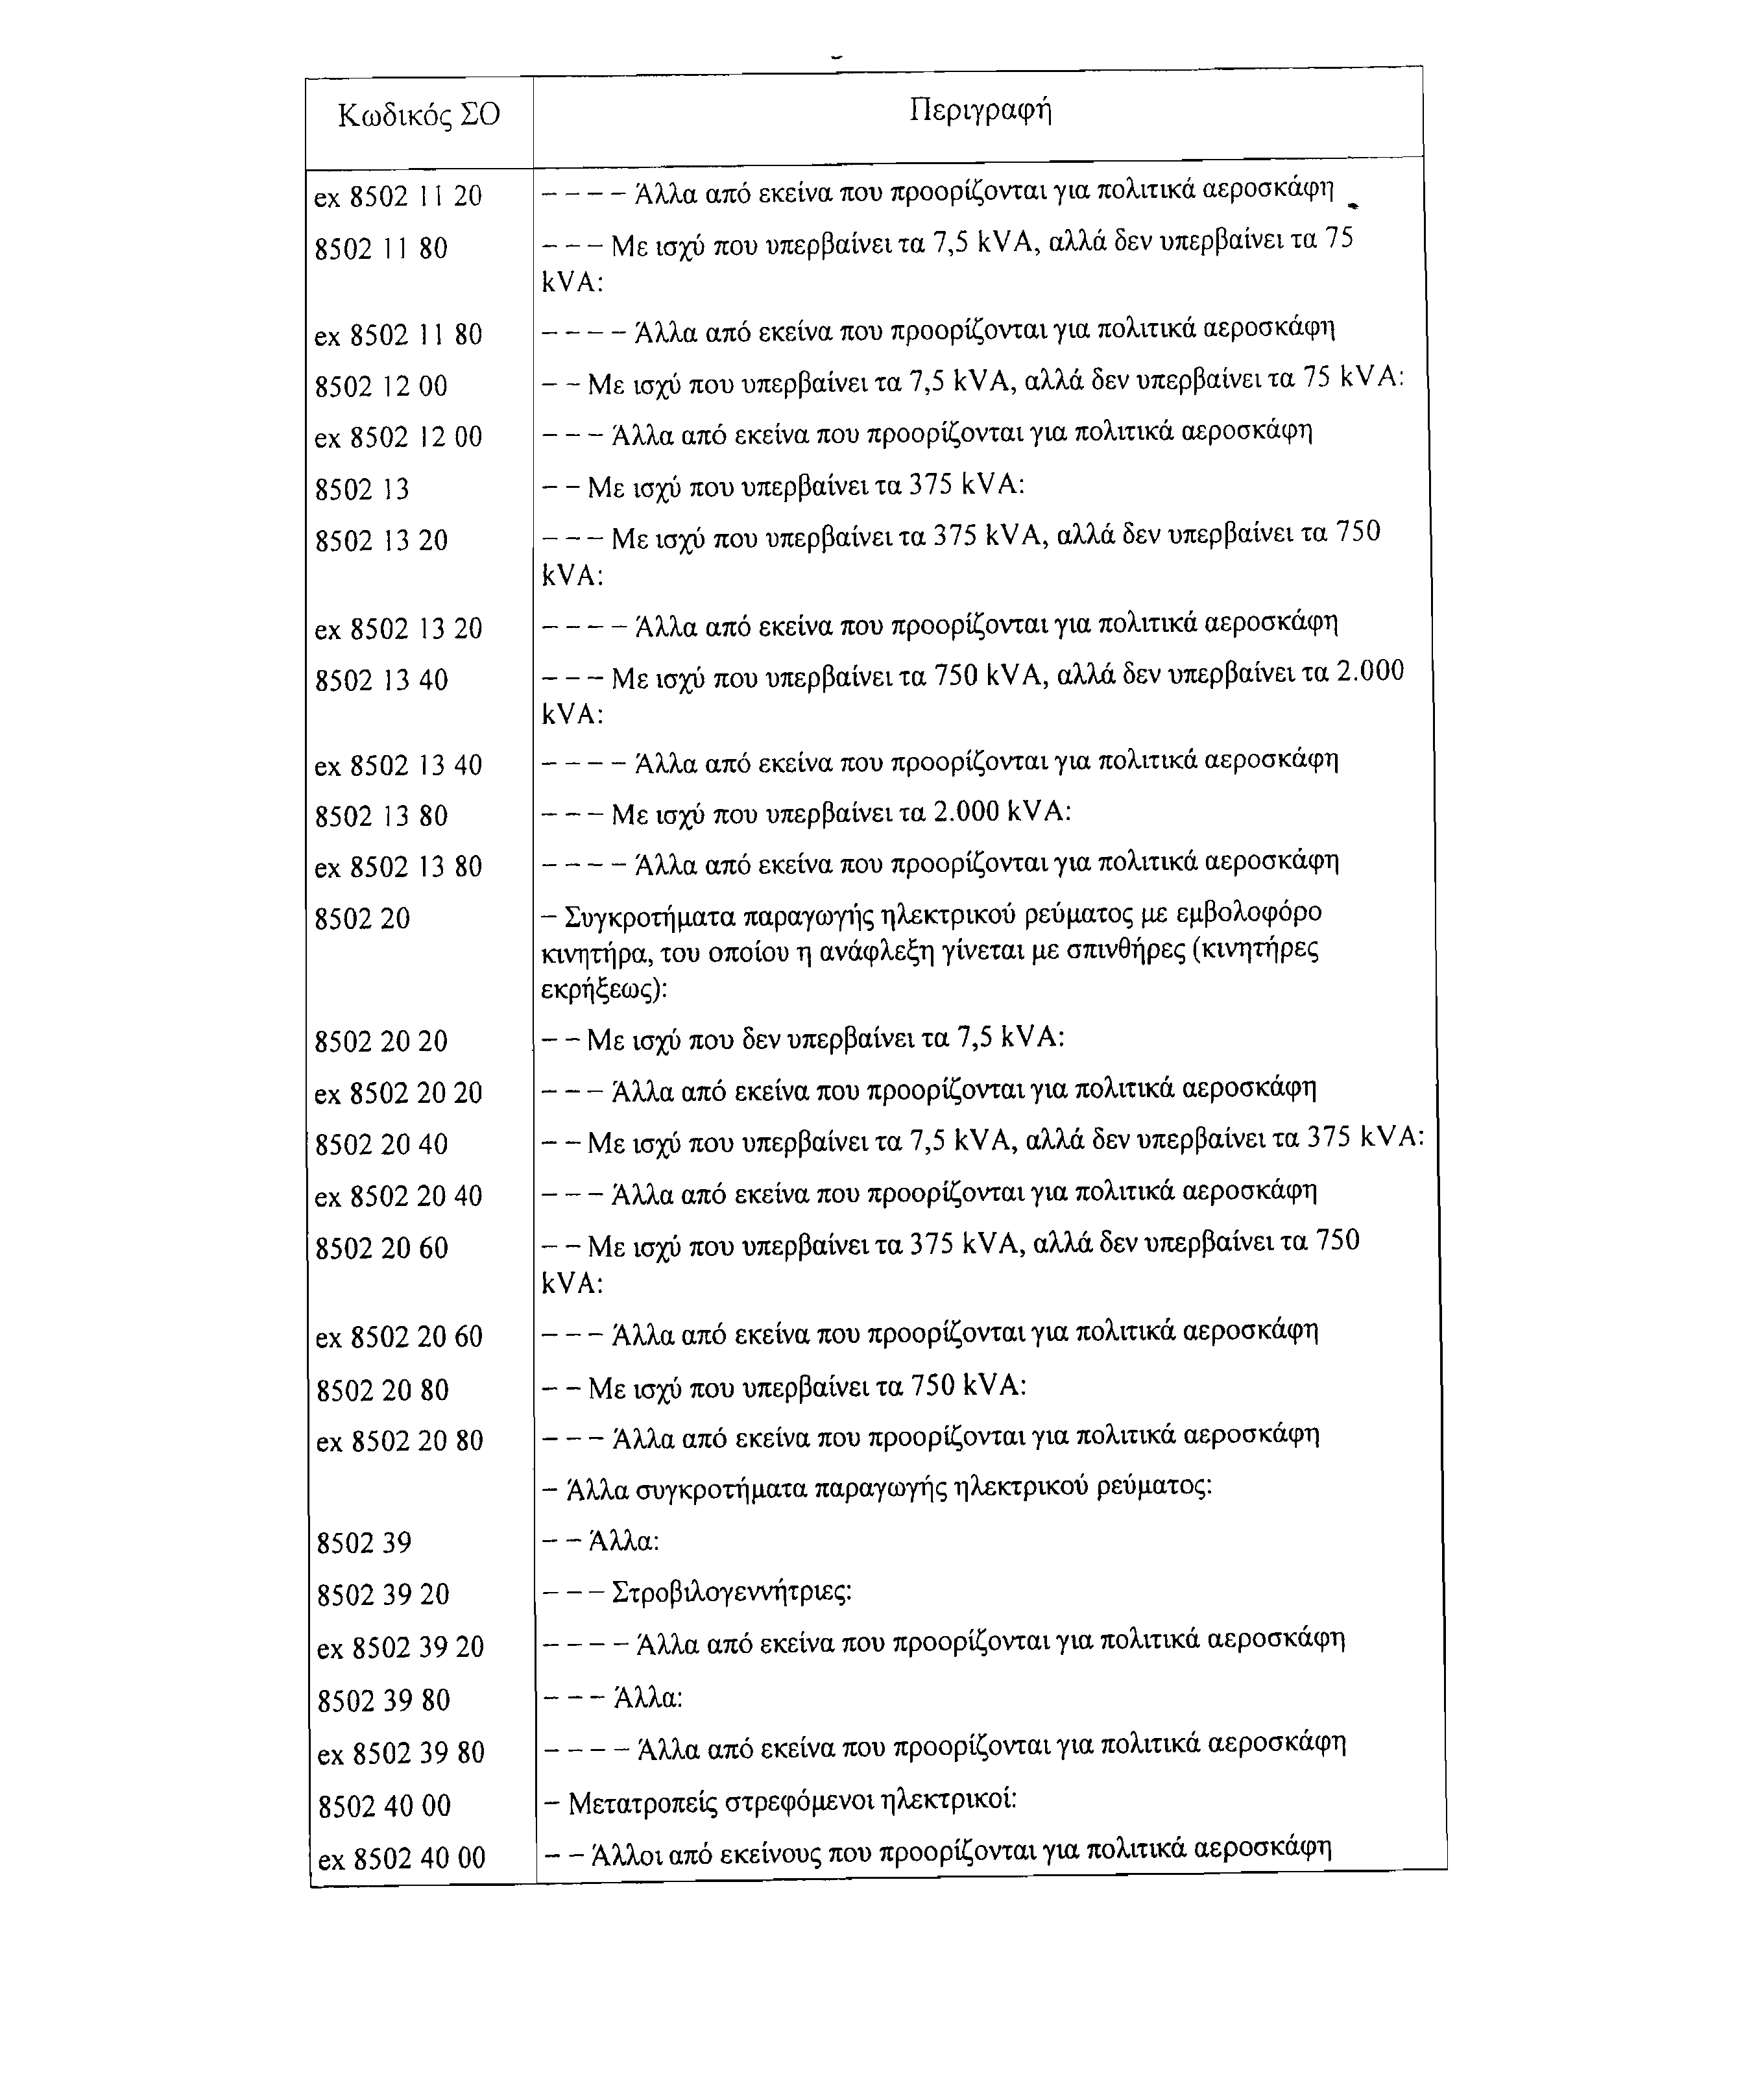 Κωδικός ΣΟ Περιγραφή
ex 8502 11 20 – – – – Άλλα από εκείνα που προορίζονται για πολιτικά αεροσκάφη
8502 11 80 – – – Με ισχύ που υπερβαίνει τα 7,5 kVA, αλλά δεν υπερβαίνει τα 75
kVA:
ex 8502 11 80 – – – – Άλλα από εκείνα που προορίζονται για πολιτικά αεροσκάφη
8502 12 00 – – Με ισχύ που υπερβαίνει τα 7,5 kVA, αλλά δεν υπερβαίνει τα 75 kVA:
ex 8502 12 00 – – – Άλλα από εκείνα που προορίζονται για πολιτικά αεροσκάφη
8502 13 – – Με ισχύ που υπερβαίνει τα 375 kVA:
8502 13 20 – – – Με ισχύ που υπερβαίνει τα 375 kVA, αλλά δεν υπερβαίνει τα 750
kVA:
ex 8502 13 20 – – – – Άλλα από εκείνα που προορίζονται για πολιτικά αεροσκάφη
8502 13 40 – – – Με ισχύ που υπερβαίνει τα 750 kVA, αλλά δεν υπερβαίνει τα 2.000
kVA:
ex 8502 13 40 – – – – Άλλα από εκείνα που προορίζονται για πολιτικά αεροσκάφη
8502 13 80 – – – Με ισχύ που υπερβαίνει τα 2.000 kVA:
ex 8502 13 80 – – – – Άλλα από εκείνα που προορίζονται για πολιτικά αεροσκάφη
8502 20 – Συγκροτήματα παραγωγής ηλεκτρικού ρεύματος με εμβολοφόρο
κινητήρα, του οποίου η ανάφλεξη γίνεται με σπινθήρες (κινητήρες
εκρήξεως):
8502 20 20 – – Με ισχύ που δεν υπερβαίνει τα 7,5 kVA:
ex 8502 20 20 – – – Άλλα από εκείνα που προορίζονται για πολιτικά αεροσκάφη
8502 20 40 – – Με ισχύ που υπερβαίνει τα 7,5 kVA, αλλά δεν υπερβαίνει τα 375 kVA:
ex 8502 20 40 – – – Άλλα από εκείνα που προορίζονται για πολιτικά αεροσκάφη
8502 20 60 – – Με ισχύ που υπερβαίνει τα 375 kVA, αλλά δεν υπερβαίνει τα 750
kVA:
ex 8502 20 60 – – – Άλλα από εκείνα που προορίζονται για πολιτικά αεροσκάφη
8502 20 80 – – Με ισχύ που υπερβαίνει τα 750 kVA:
ex 8502 20 80 – – – Άλλα από εκείνα που προορίζονται για πολιτικά αεροσκάφη
– Άλλα συγκροτήματα παραγωγής ηλεκτρικού ρεύματος:
8502 39 – – Άλλα:
8502 39 20 – – – Στροβιλογεννήτριες:
ex 8502 39 20 – – – – Άλλα από εκείνα που προορίζονται για πολιτικά αεροσκάφη
8502 39 80 – – – Άλλα:
ex 8502 39 80 – – – – Άλλα από εκείνα που προορίζονται για πολιτικά αεροσκάφη
8502 40 00 – Μετατροπείς στρεφόμενοι ηλεκτρικοί:
ex 8502 40 00 – – Άλλοι από εκείνους που προορίζονται για πολιτικά αεροσκάφη